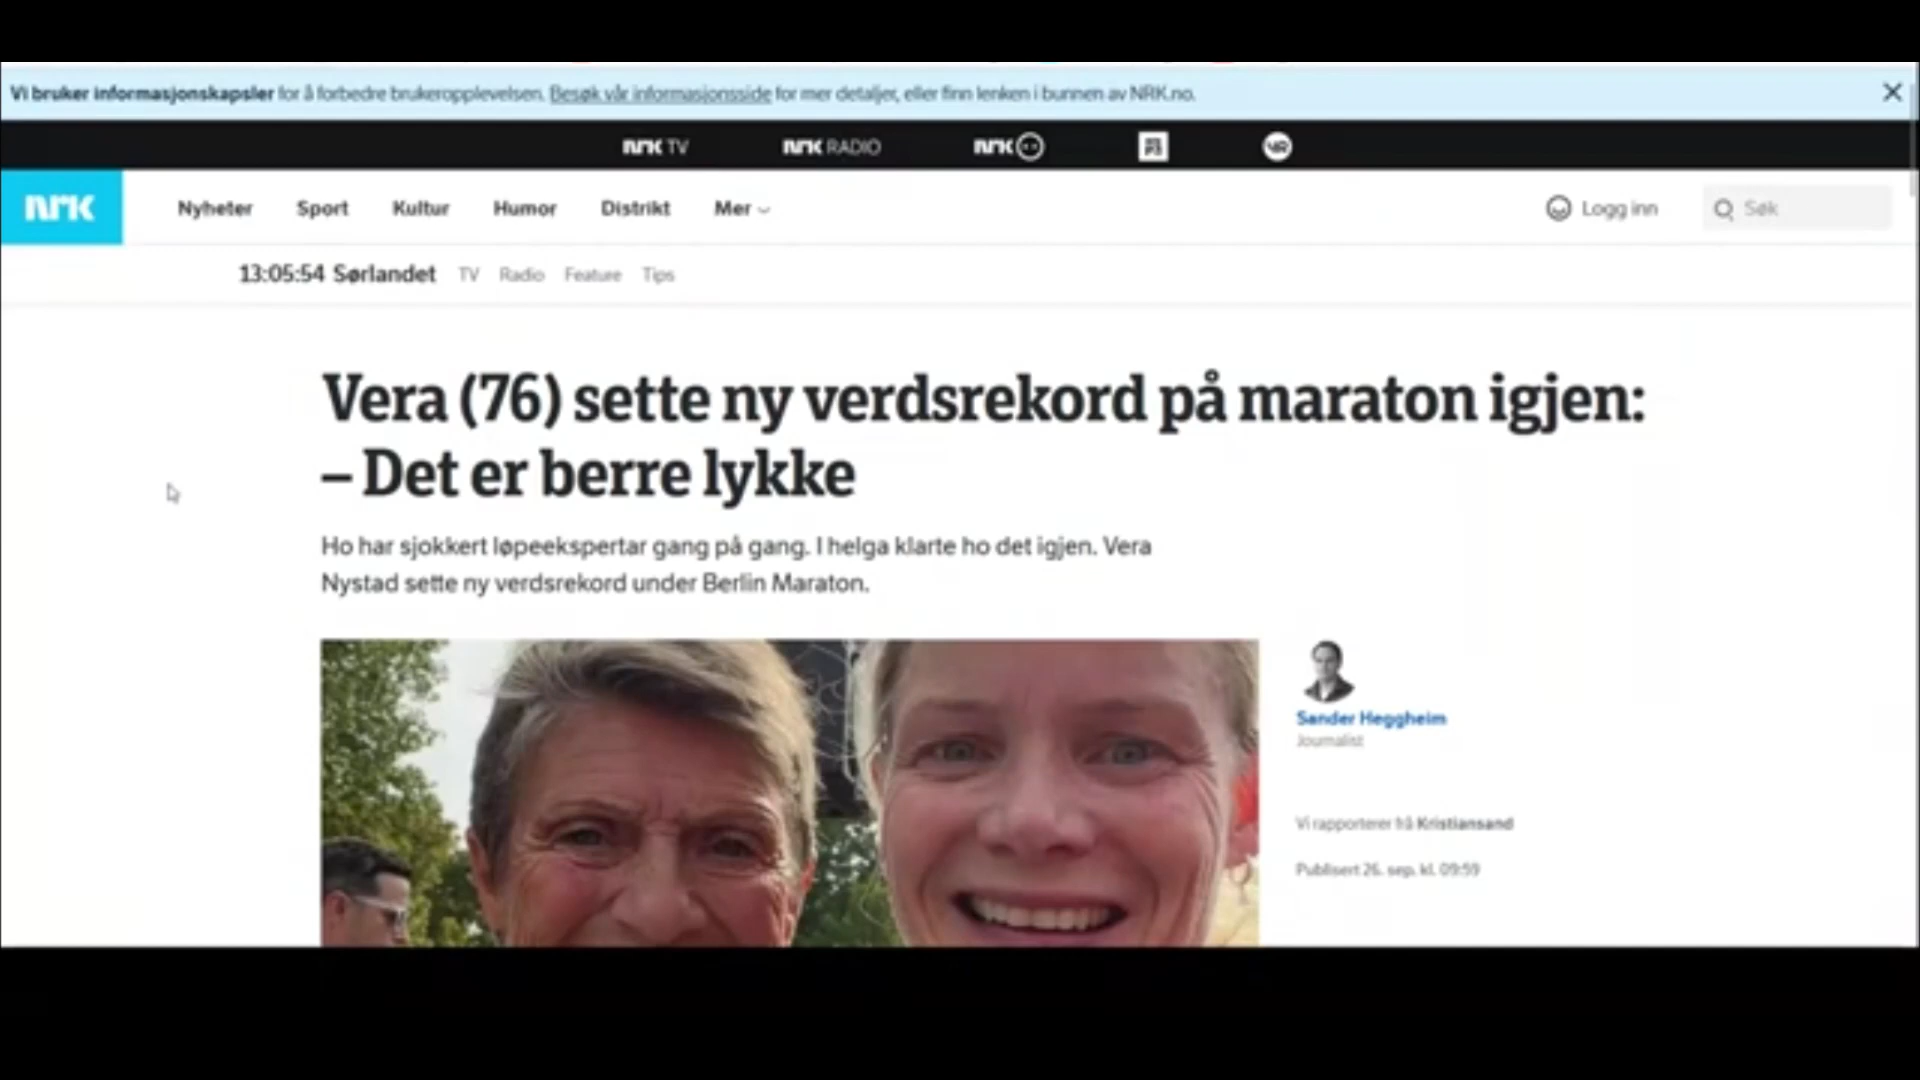 Vi bruker informasjonskapsler for å forbedre brukeropplevelsen. Besøk vår informasjonsside for mer detaljer, eller finn lenken i bunnen av NRK.no.
NRK TV NRK RADIO NRK P3 YR
NRK Nyheter Sport Kultur Humor Distrikt Mer Logg inn Søk
13:05:54 Sørlandet TV Radio Feature Tips
Vera (76) sette ny verdsrekord på maraton igjen:
– Det er berre lykke
Ho har sjokkert løpeekspertar gang på gang. I helga klarte ho det igjen. Vera
Nystad sette ny verdsrekord under Berlin Maraton.
Sander Heggheim
Journalist
Vi rapporterer frå Kristiansand
Publisert 26. sep. kl. 09:59